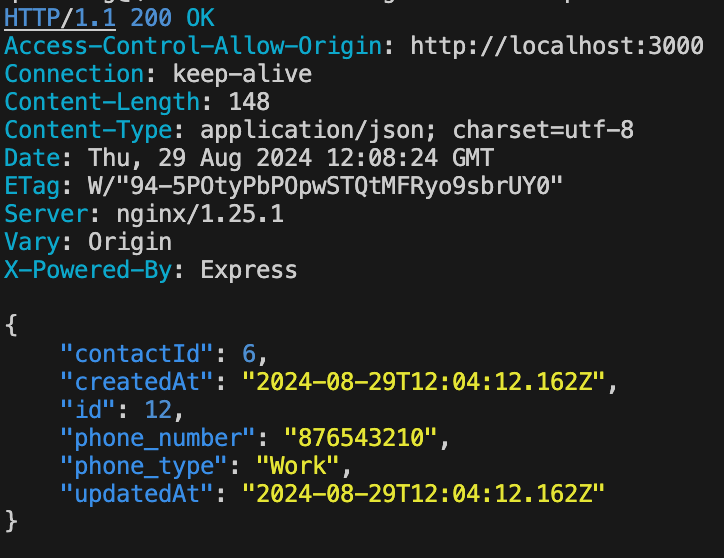 HTTP/1.1 200 OK
Access-Control-Allow-Origin: http://localhost:3000
Connection: keep-alive
Content-Length: 148
Content-Type: application/json; charset=utf-8
Date: Thu, 29 Aug 2024 12:08:24 GMT
ETag: W/"94-5POtyPbPOpwSTQtMFRyo9sbrUY0"
Server: nginx/1.25.1
Vary: Origin
X-Powered-By: Express
{
    "contactId": 6,
    "createdAt": "2024-08-29T12:04:12.162Z",
    "id": 12,
    "phone_number": "876543210",
    "phone_type": "Work",
    "updatedAt": "2024-08-29T12:04:12.162Z"
}